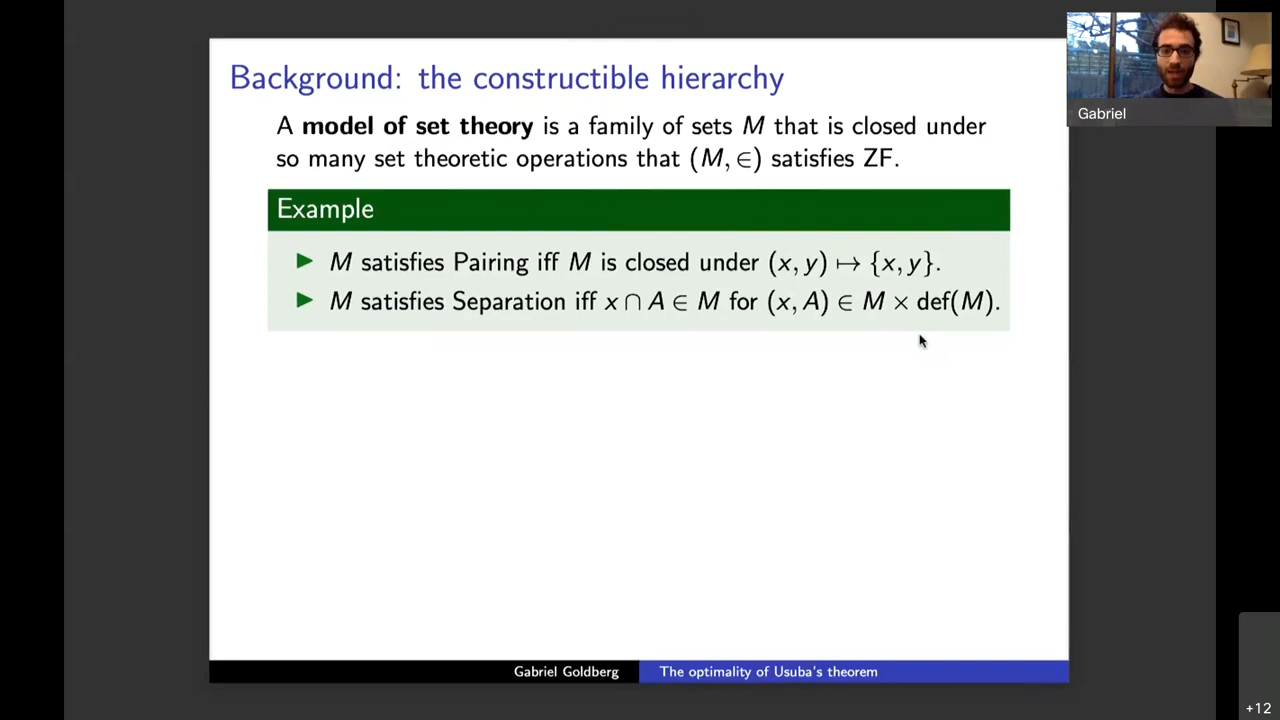 Background: the constructible hierarchy
A model of set theory is a family of sets M that is closed under
so many set theoretic operations that (M, ∈) satisfies ZF.
Example
▶ M satisfies Pairing iff M is closed under (x, y) ↦ {x, y}.
▶ M satisfies Separation iff x ∩ A ∈ M for (x, A) ∈ M × def(M).
Gabriel Goldberg
The optimality of Usuba's theorem
Gabriel
+12